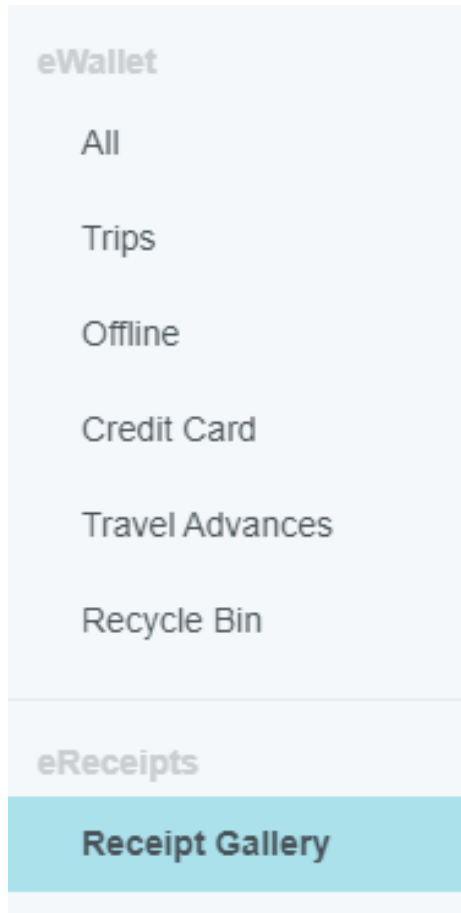 eWallet
All
Trips
Offline
Credit Card
Travel Advances
Recycle Bin
eReceipts
Receipt Gallery